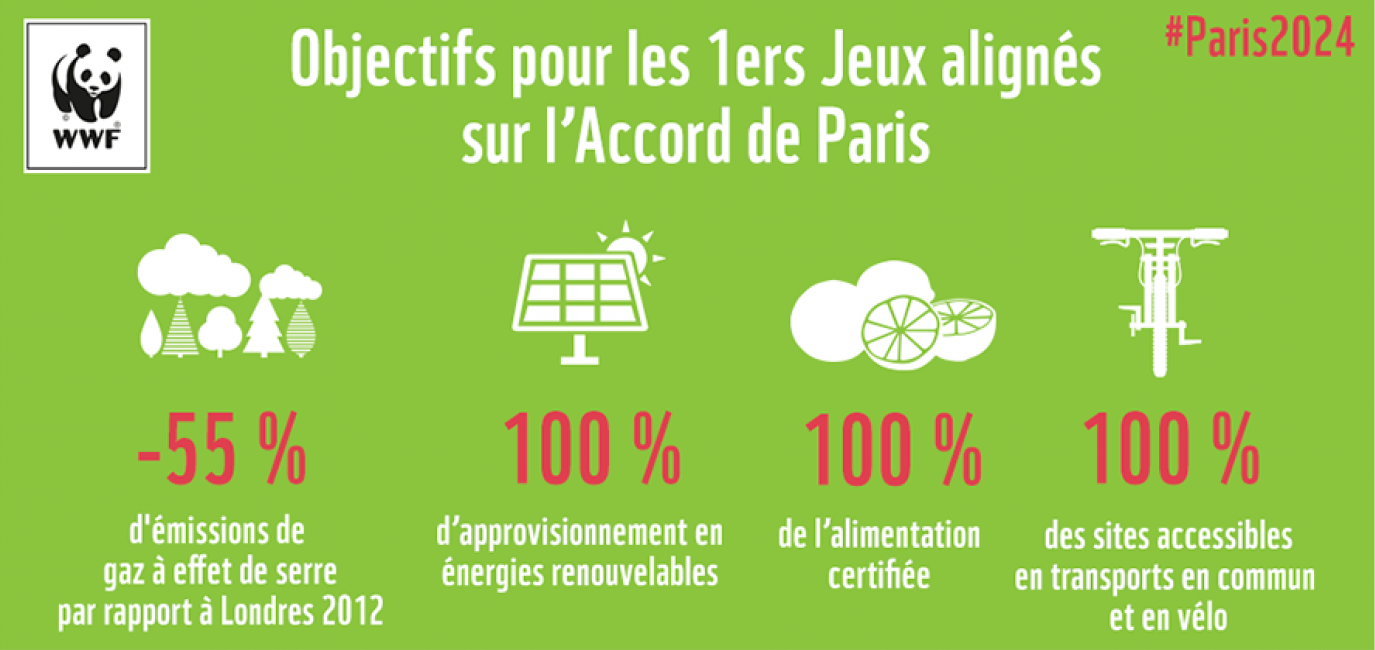 #Paris2024
WWF
Objectifs pour les 1ers Jeux alignés
sur l’Accord de Paris
-55 %
d'émissions de
gaz à effet de serre
par rapport à Londres 2012
100 %
d’approvisionnement en
énergies renouvelables
100 %
de l’alimentation
certifiée
100 %
des sites accessibles
en transports en commun
et en vélo